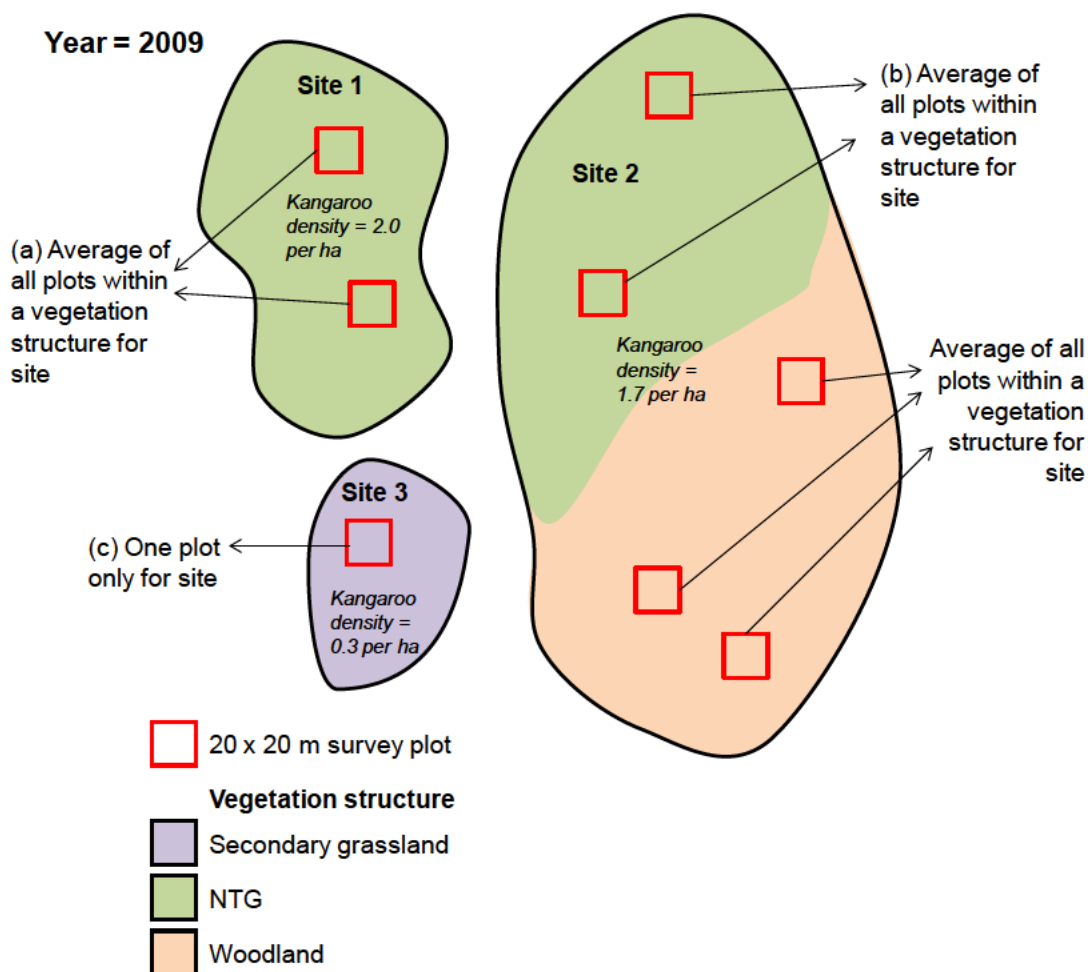 Year = 2009
Site 1
Kangaroo
density = 2.0
per ha
(a) Average of
all plots within
a vegetation
structure for
site
Site 2
Kangaroo
density =
1.7 per ha
(b) Average of
all plots within
a vegetation
structure for
site
Average of all
plots within a
vegetation
structure for
site
Site 3
Kangaroo
density =
0.3 per ha
(c) One plot
only for site
20 x 20 m survey plot
Vegetation structure
Secondary grassland
NTG
Woodland